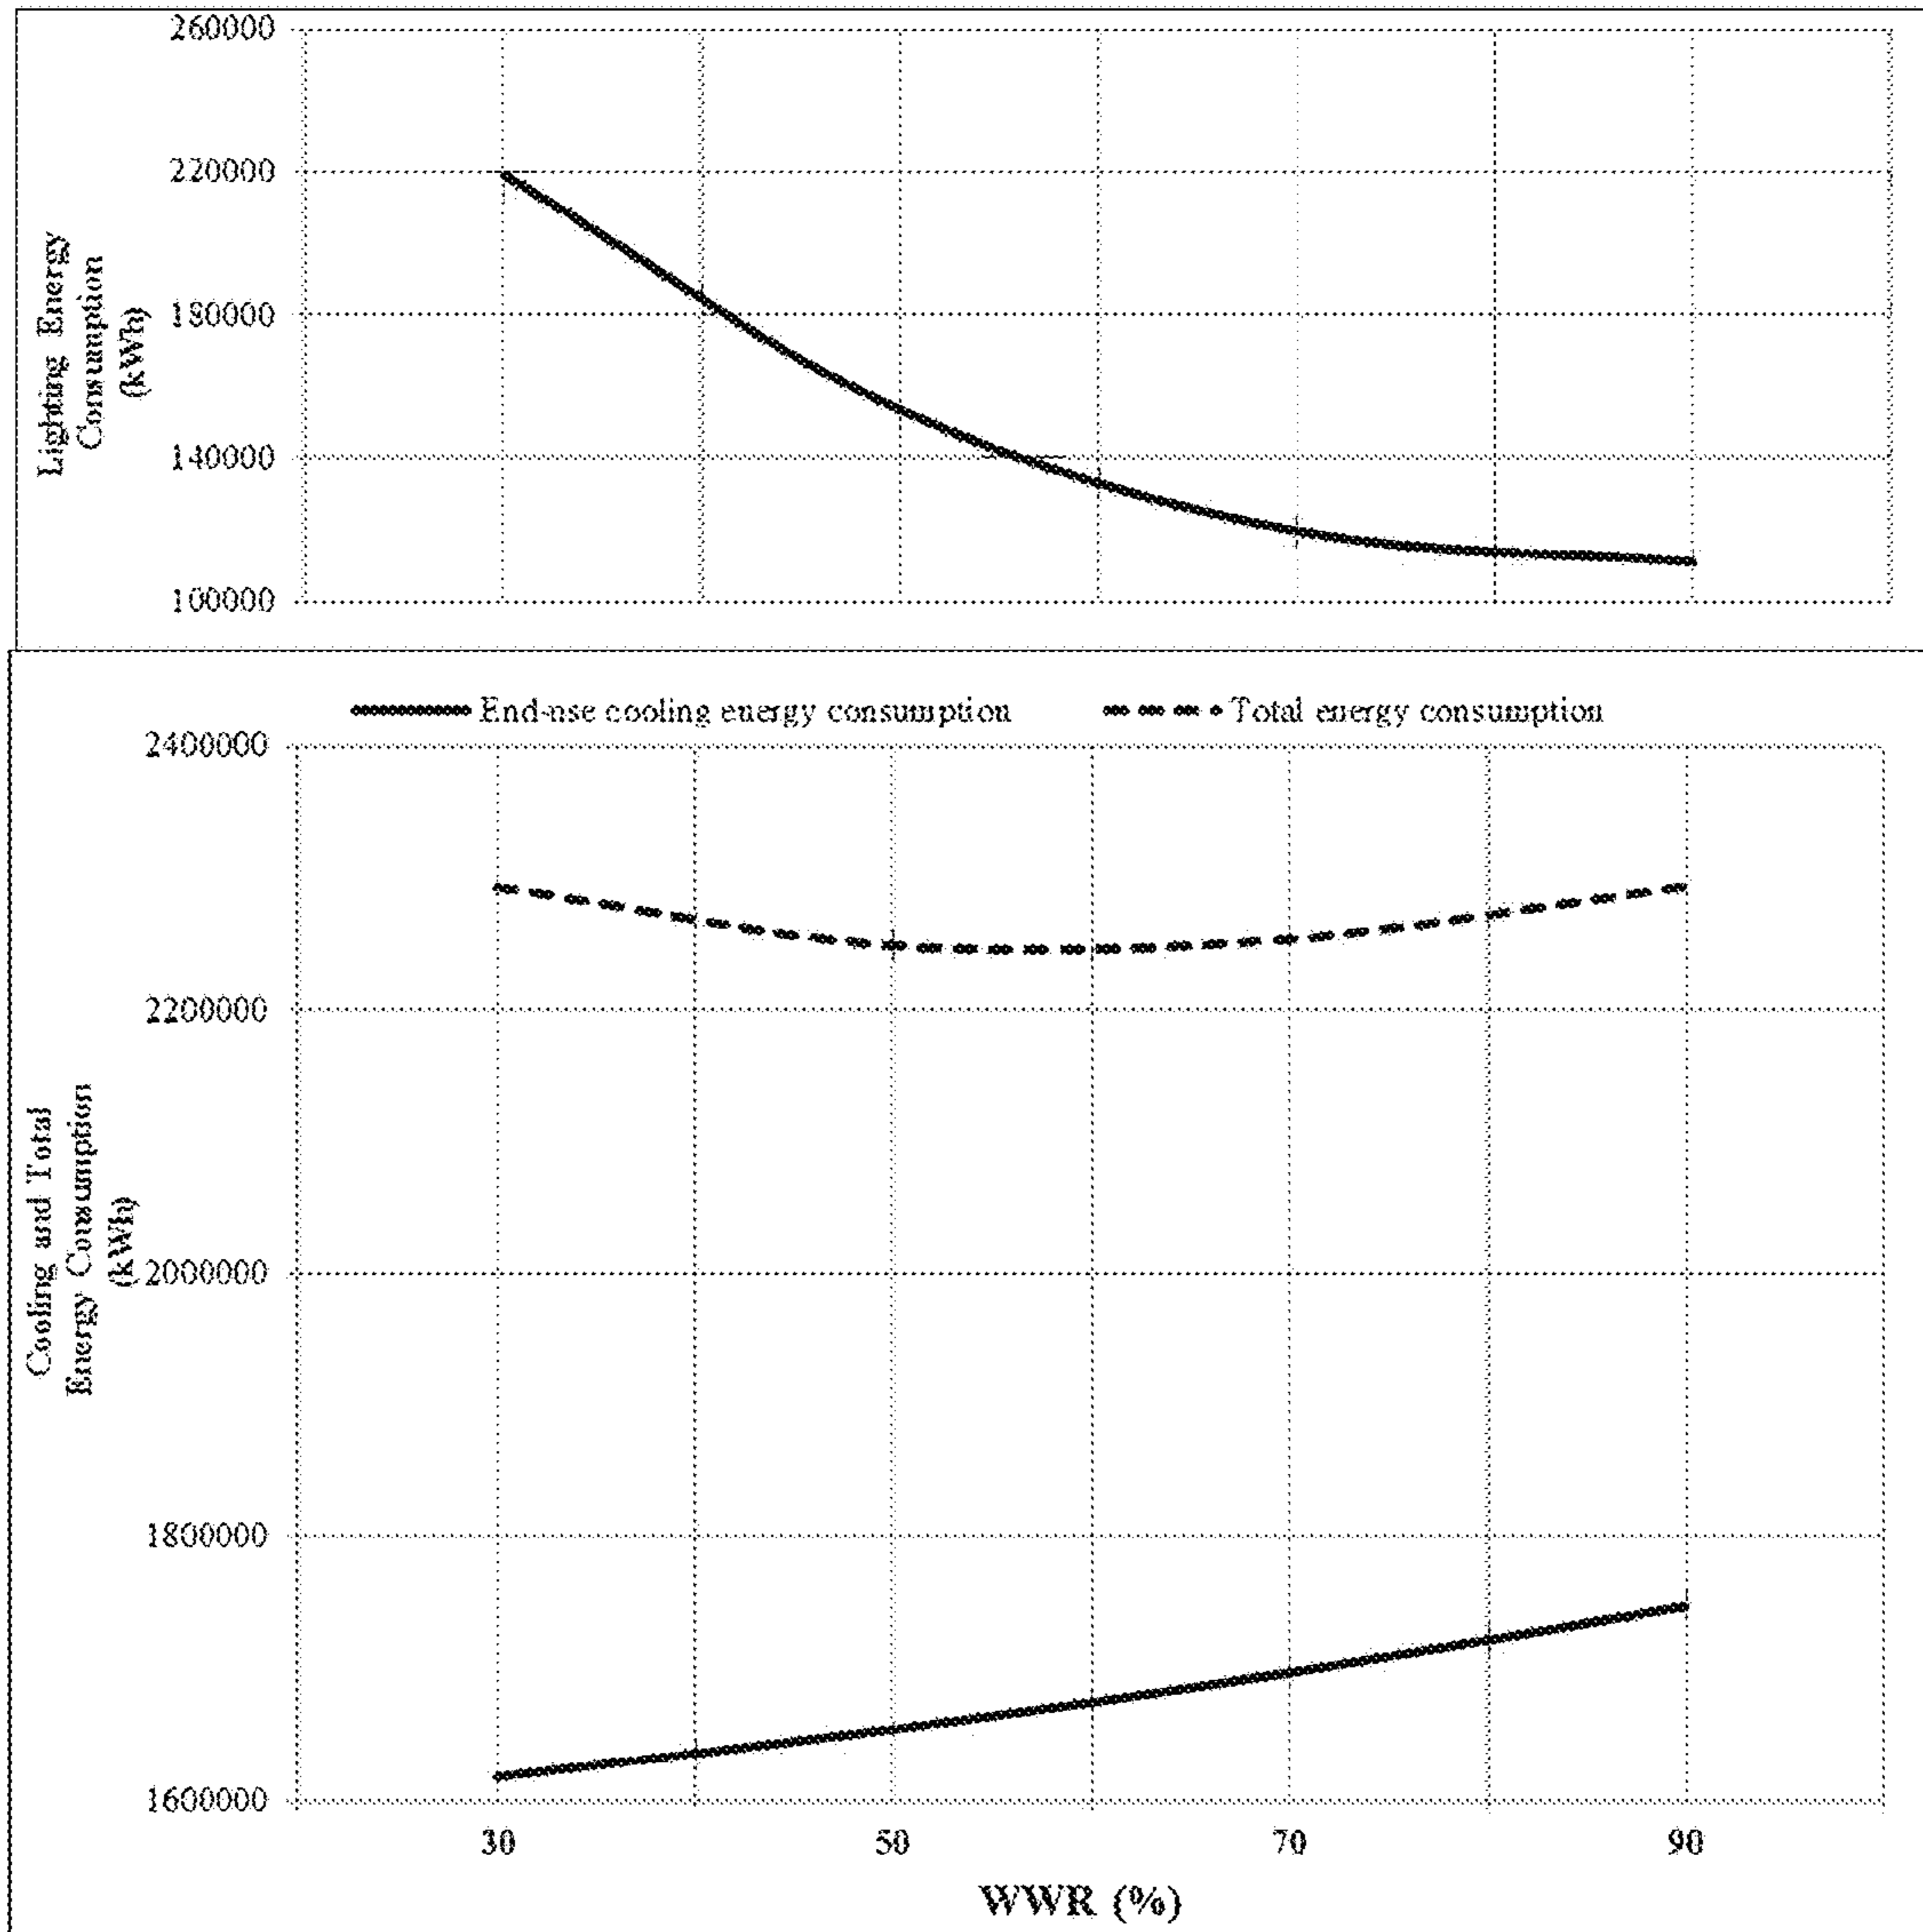 260000
220000
180000
140000
100000
Lighting Energy
Consumption
(kWh)
End-use cooling energy consumption
Total energy consumption
2400000
2200000
2000000
1800000
1600000
Cooling and Total
Energy Consumption
(kWh)
30 50 70 90
WWR (%)